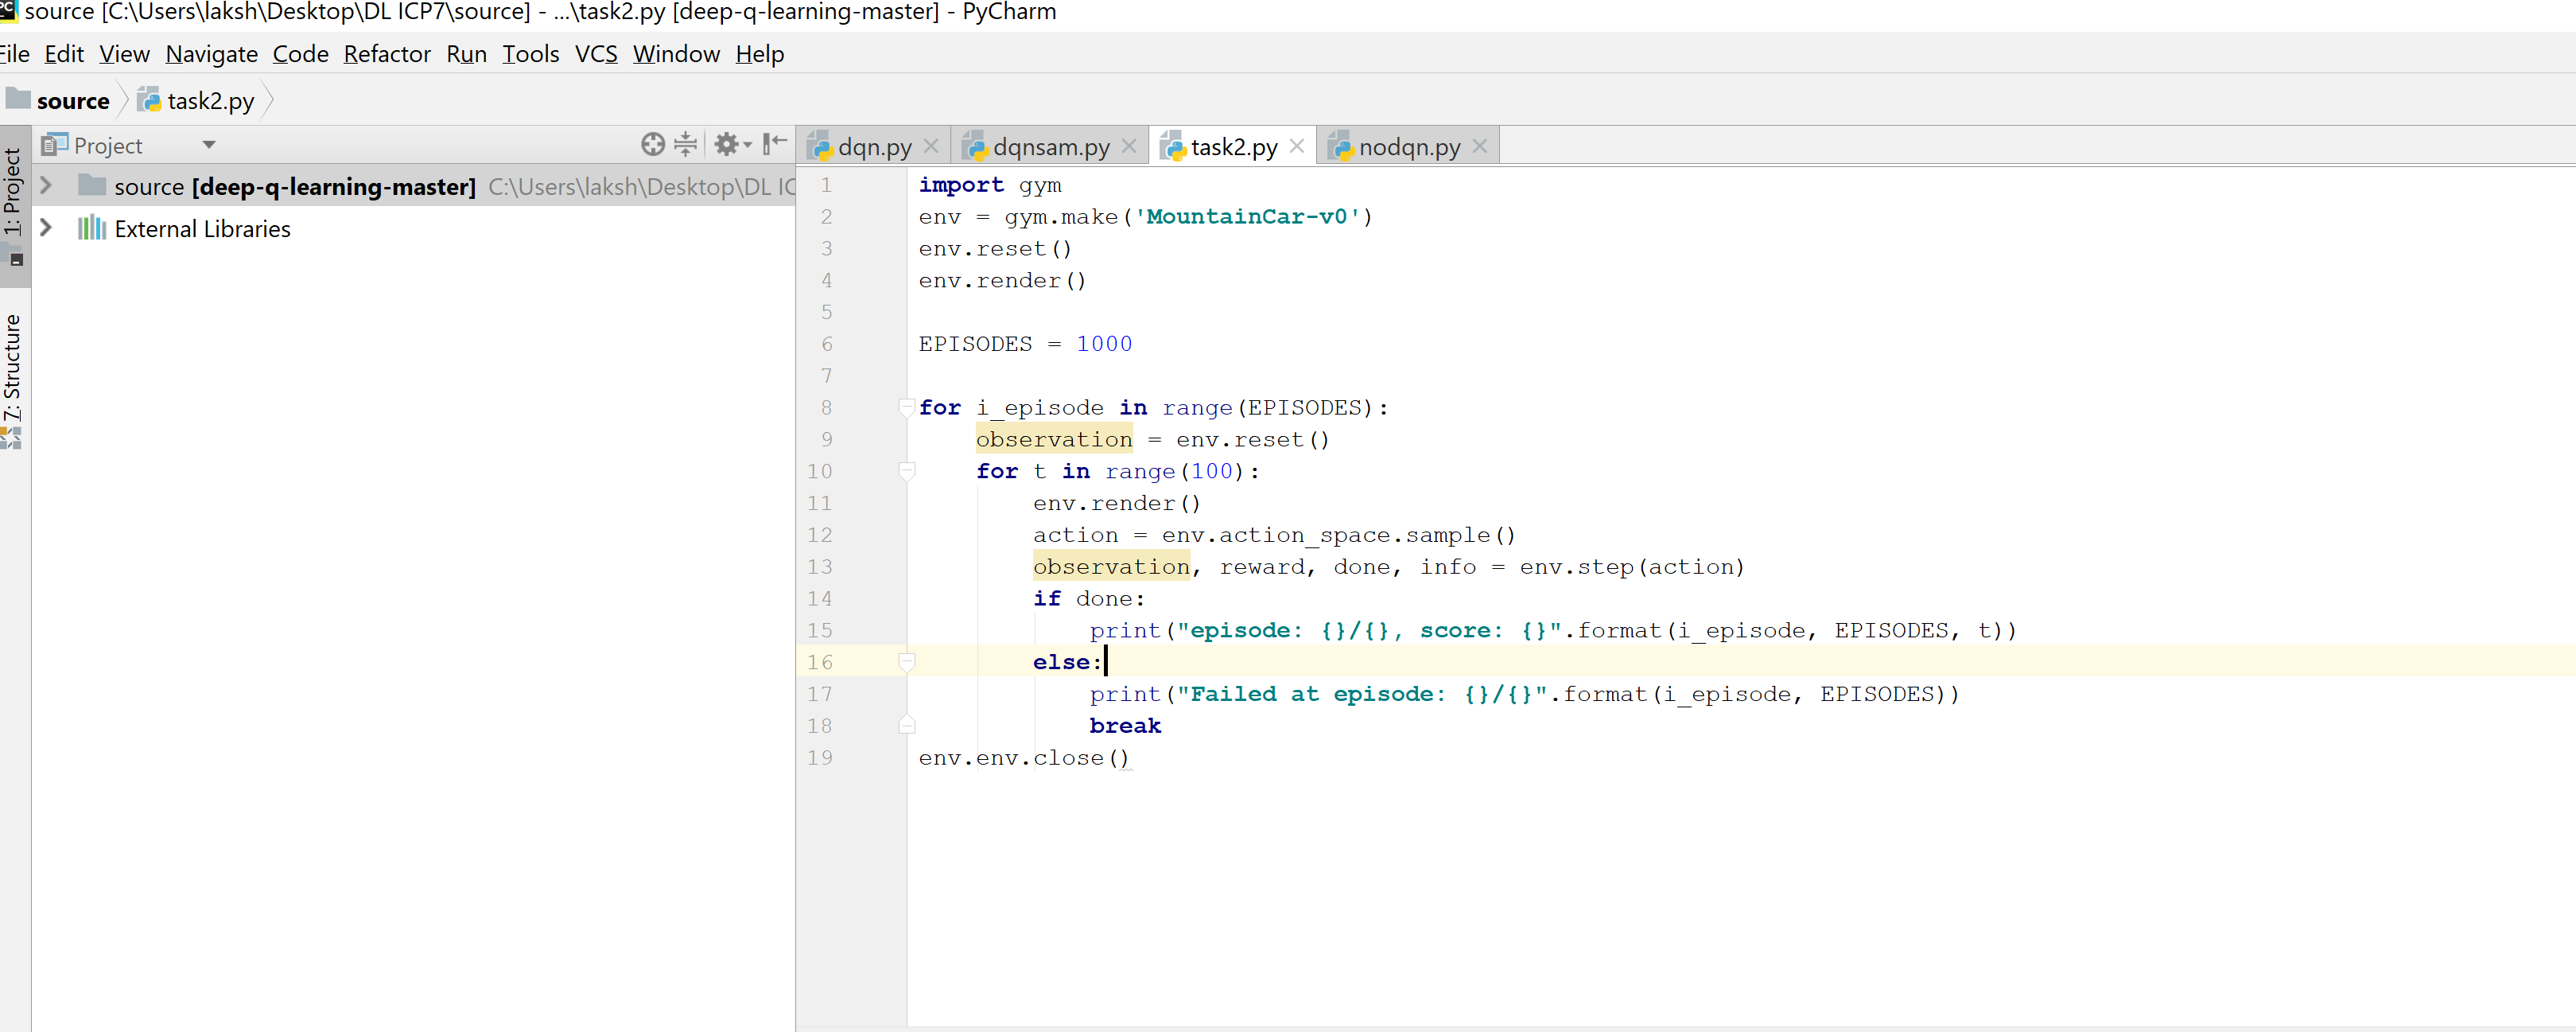 source [C:\Users\laksh\Desktop\DL ICP7\source] - ...\task2.py [deep-q-learning-master] - PyCharm
File Edit View Navigate Code Refactor Run Tools VCS Window Help
source task2.py
1: Project
7: Structure
Project
source [deep-q-learning-master] C:\Users\laksh\Desktop\DL IC
External Libraries
dqn.py dqnsam.py task2.py nodqn.py
1 import gym
2 env = gym.make('MountainCar-v0')
3 env.reset()
4 env.render()
5
6 EPISODES = 1000
7
8 for i_episode in range(EPISODES):
9     observation = env.reset()
10     for t in range(100):
11         env.render()
12         action = env.action_space.sample()
13         observation, reward, done, info = env.step(action)
14         if done:
15             print("episode: {}/{}, score: {}".format(i_episode, EPISODES, t))
16         else:
17             print("Failed at episode: {}/{}".format(i_episode, EPISODES))
18             break
19 env.env.close()